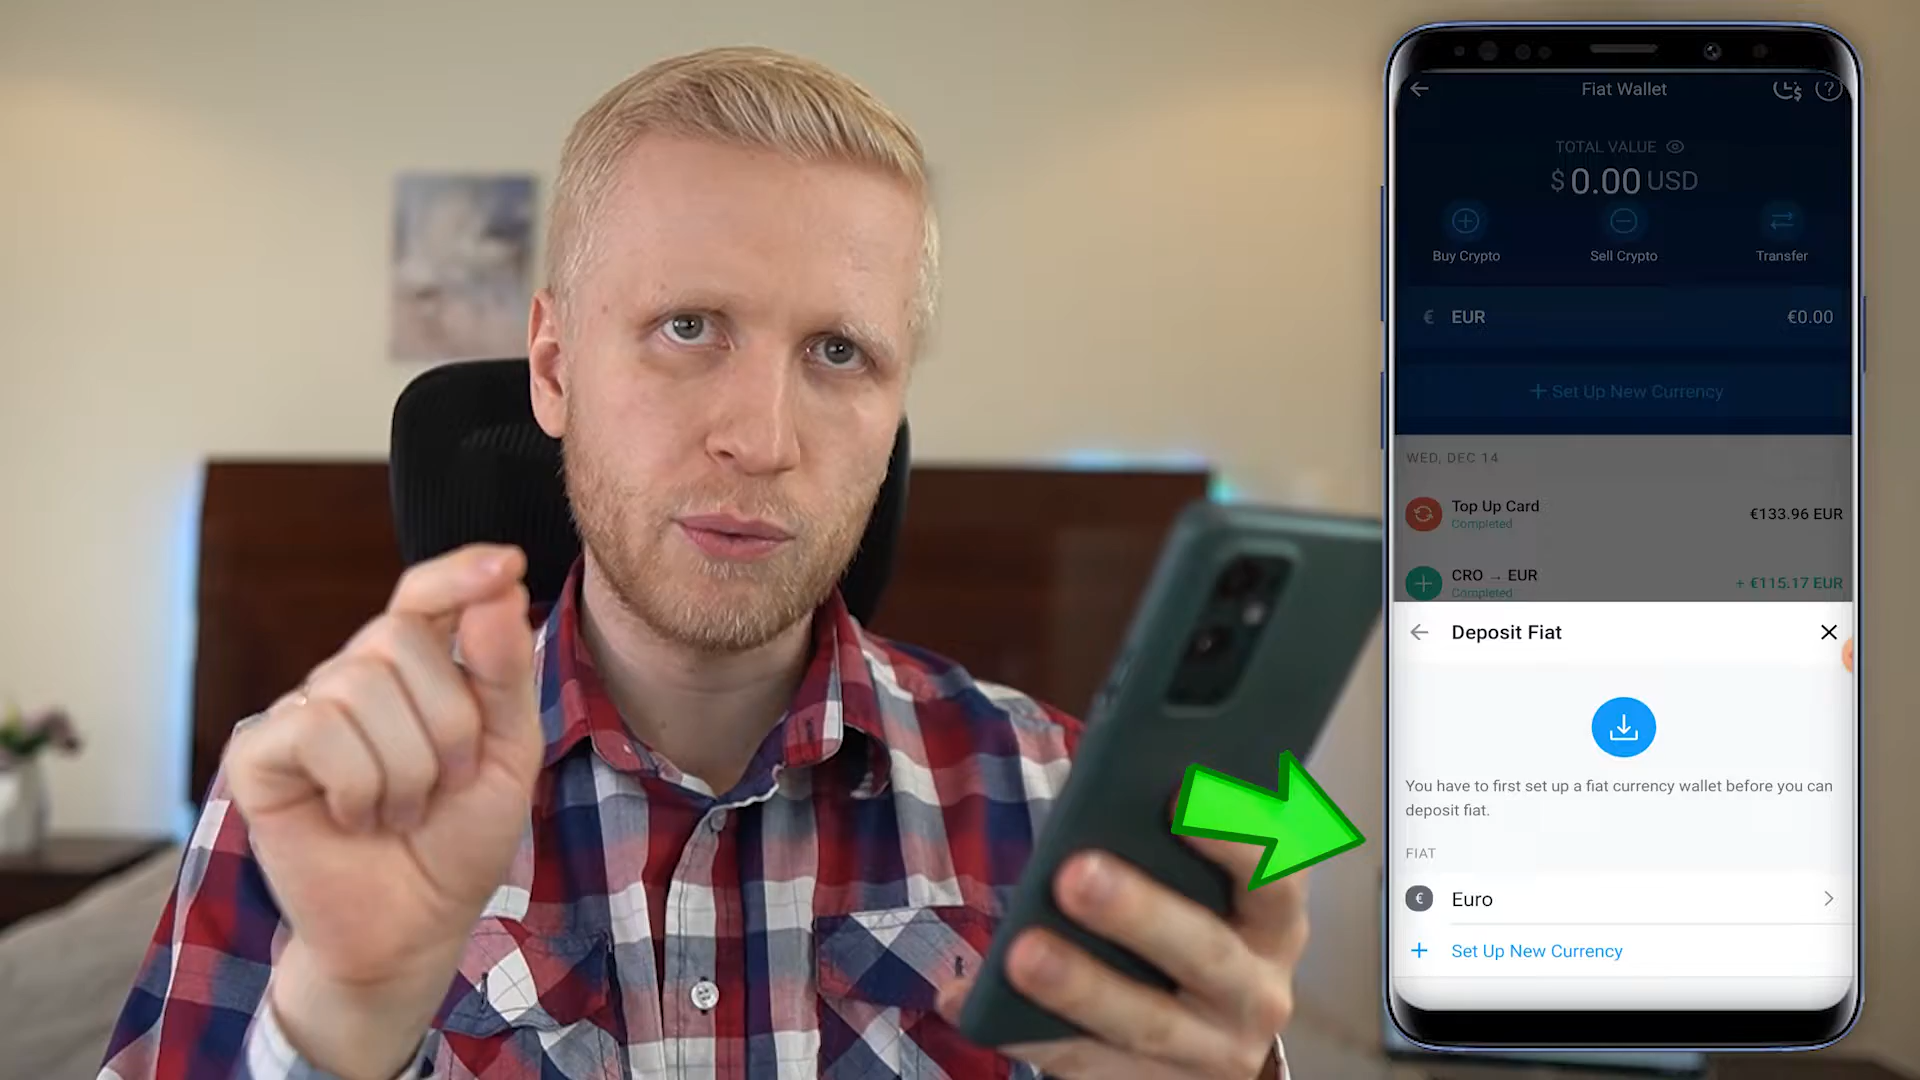 Fiat Wallet
TOTAL VALUE
$ 0.00 USD
Buy Crypto
Sell Crypto
Transfer
€ EUR €0.00
+ Set Up New Currency
WED, DEC 14
Top Up Card €133.96 EUR
Completed
CRO → EUR + €115.17 EUR
Completed
Deposit Fiat
You have to first set up a fiat currency wallet before you can
deposit fiat.
FIAT
€ Euro
+ Set Up New Currency